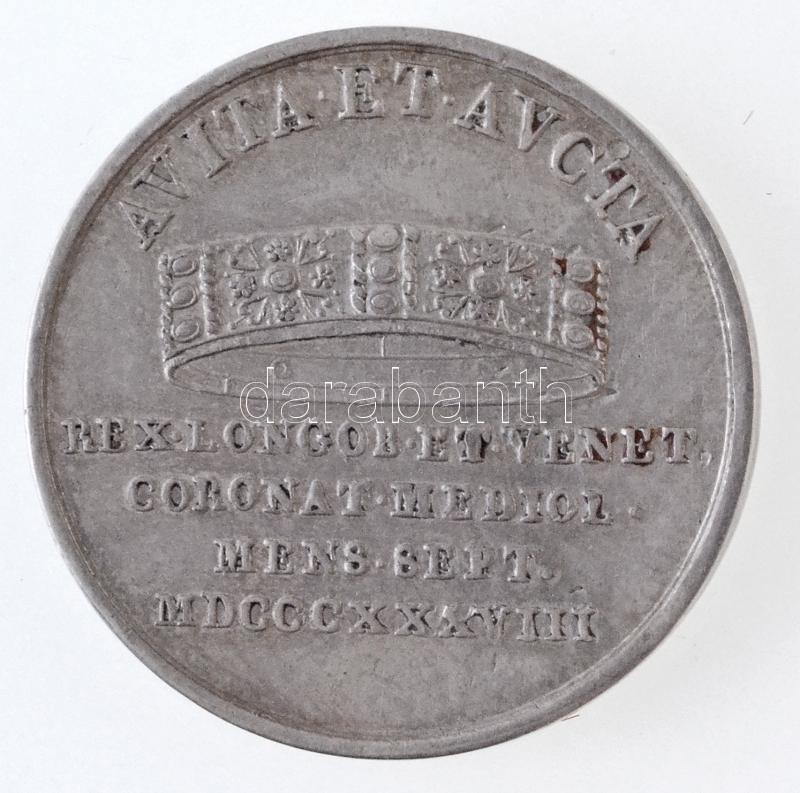 AVITA·ET·AVCTA
darabanth
REX·LONGOB·ET·VENET.
CORONAT·MEDIOL.
MENS·SEPT.
MDCCCXXXVIII